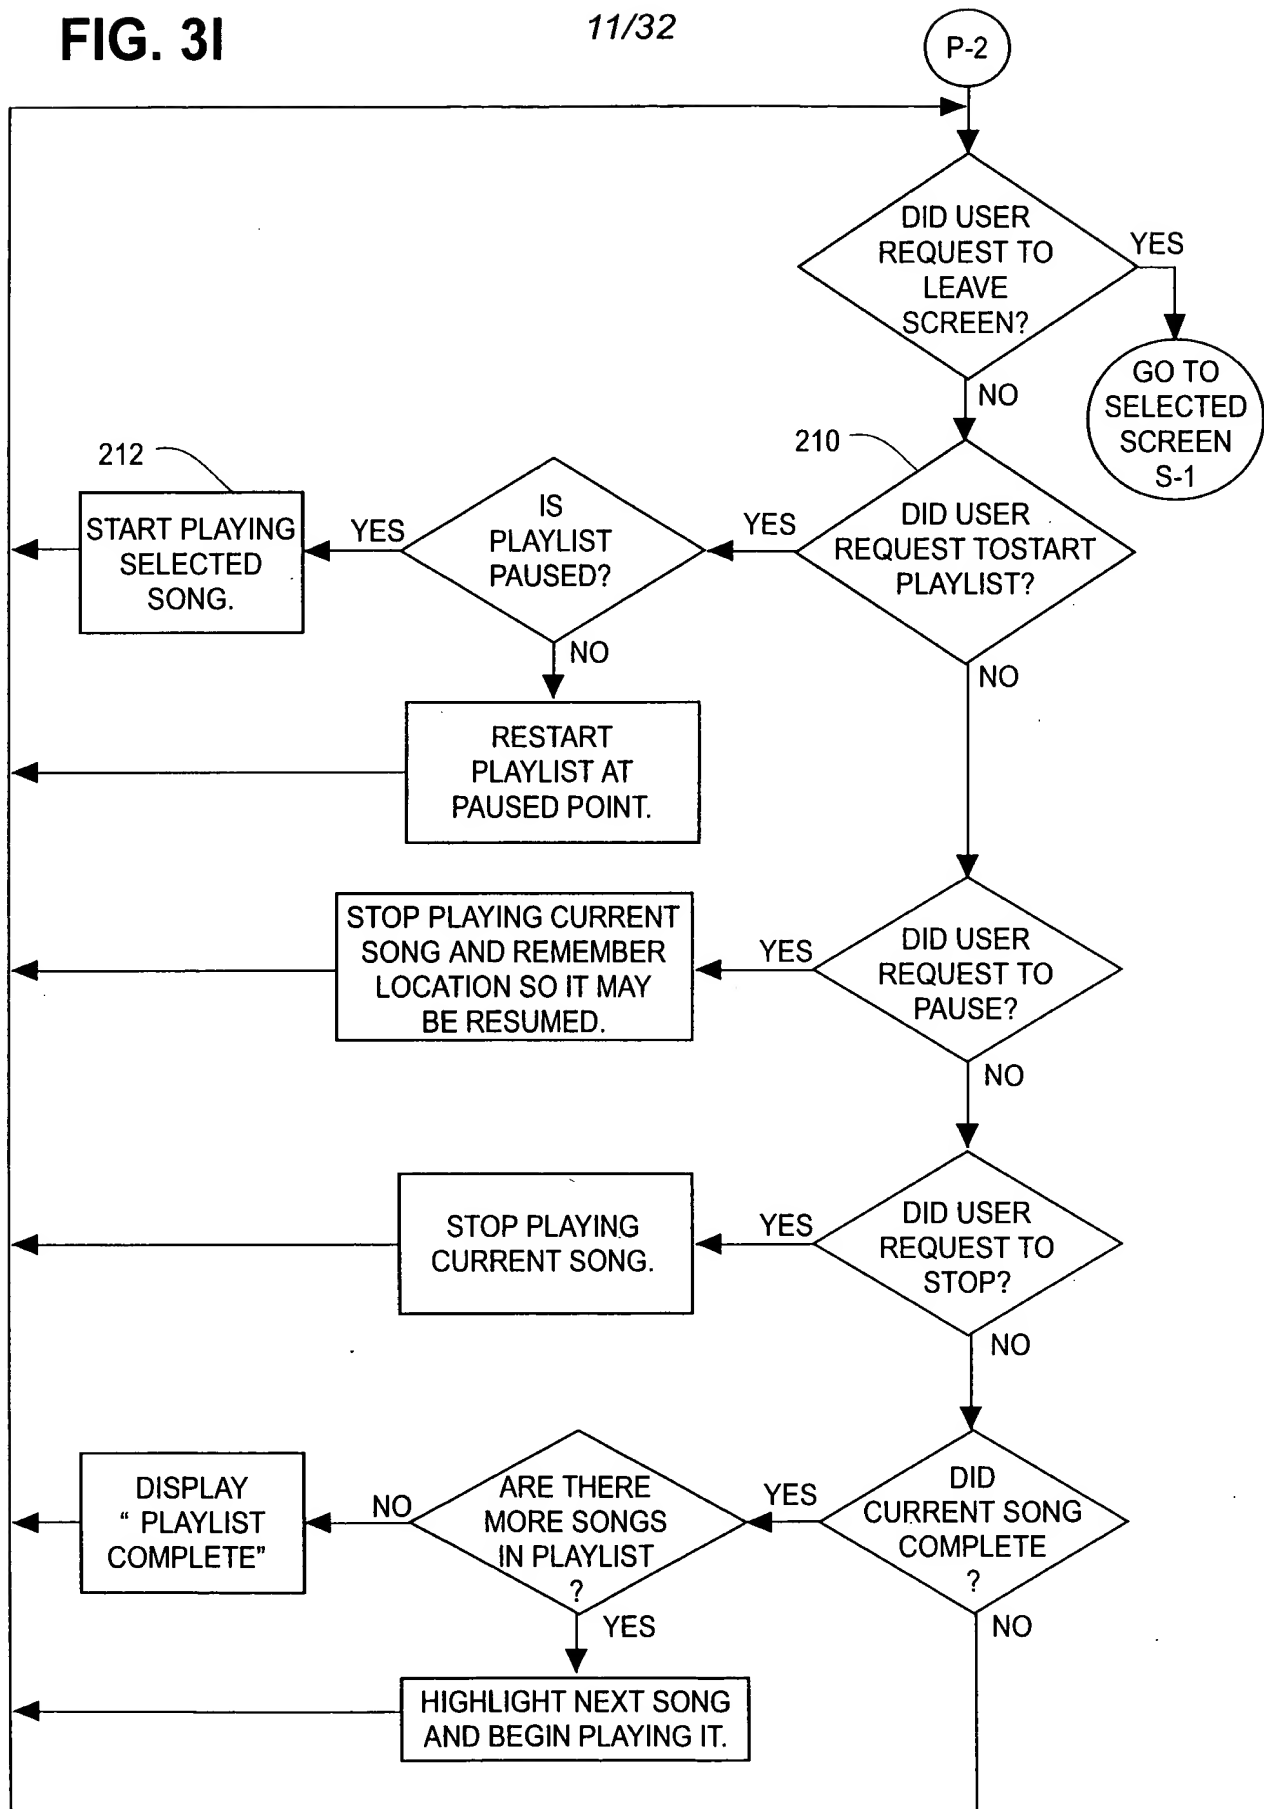 FIG. 3I
11/32
P-2
DID USER
REQUEST TO
LEAVE
SCREEN?
YES
GO TO
SELECTED
SCREEN
S-1
NO
210
DID USER
REQUEST TOSTART
PLAYLIST?
YES
IS
PLAYLIST
PAUSED?
YES
212
START PLAYING
SELECTED
SONG.
NO
RESTART
PLAYLIST AT
PAUSED POINT.
NO
DID USER
REQUEST TO
PAUSE?
YES
STOP PLAYING CURRENT
SONG AND REMEMBER
LOCATION SO IT MAY
BE RESUMED.
NO
DID USER
REQUEST TO
STOP?
YES
STOP PLAYING
CURRENT SONG.
NO
DID
CURRENT SONG
COMPLETE
?
YES
ARE THERE
MORE SONGS
IN PLAYLIST
?
NO
DISPLAY
“ PLAYLIST
COMPLETE”
YES
HIGHLIGHT NEXT SONG
AND BEGIN PLAYING IT.
NO